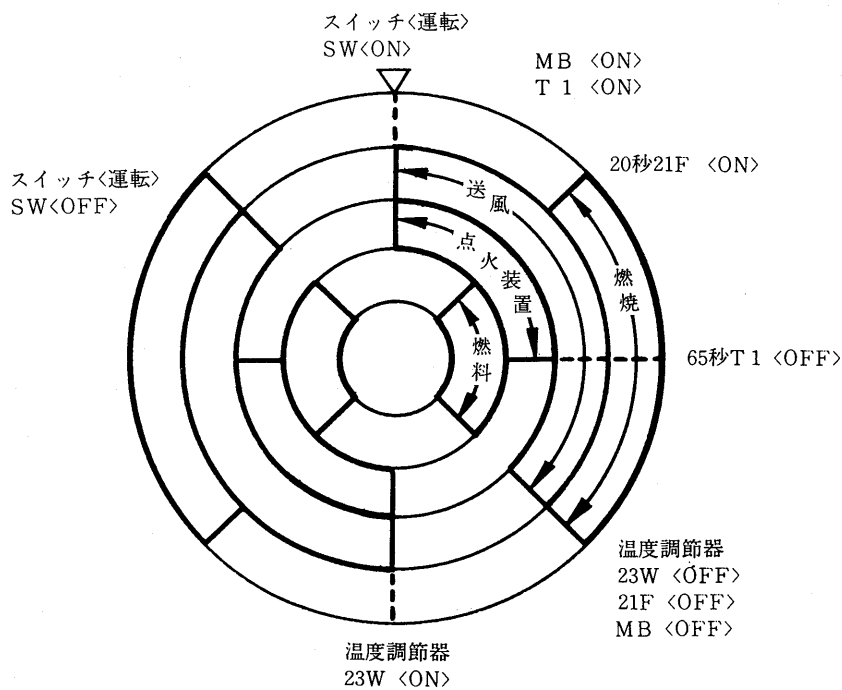 スイッチ<運転>
SW<ON>
MB <ON>
T1 <ON>
スイッチ<運転>
SW<OFF>
20秒21F <ON>
送風
点火装置
燃焼
燃料
65秒T1 <OFF>
温度調節器
23W <OFF>
21F <OFF>
MB <OFF>
温度調節器
23W <ON>